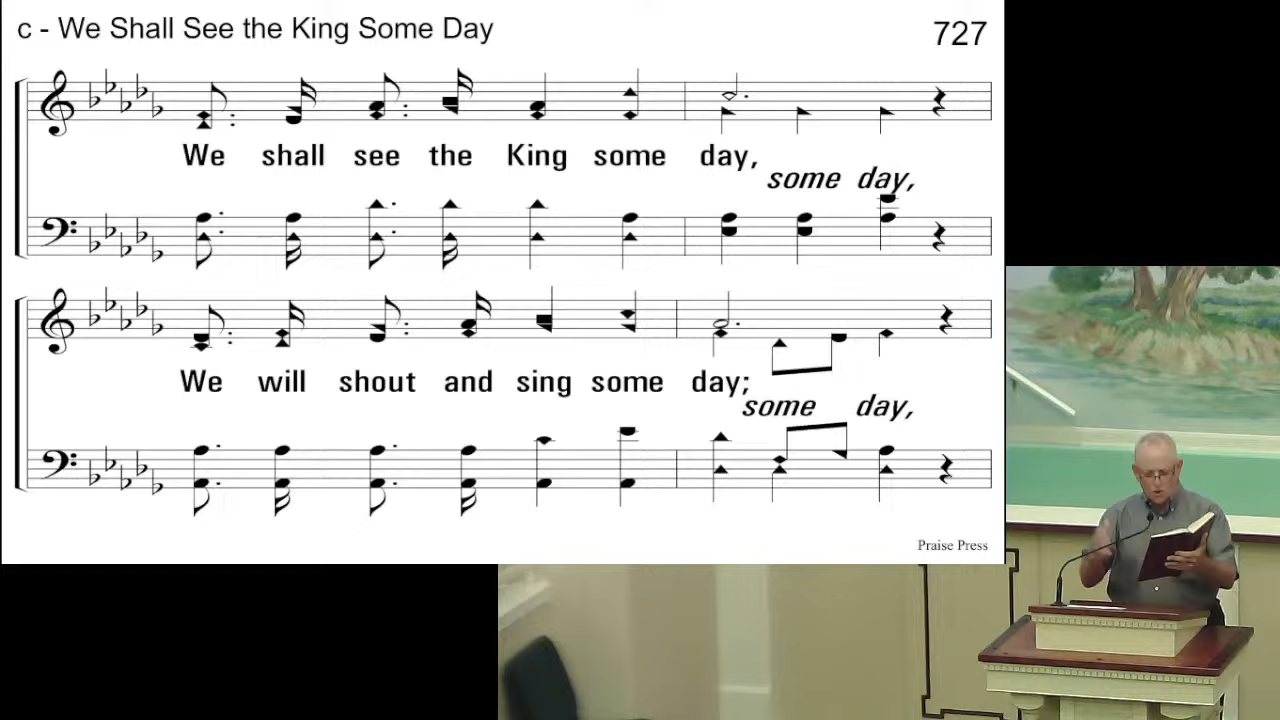 c - We Shall See the King Some Day
727
We shall see the King some day,
some day,
We will shout and sing some day;
some day,
Praise Press